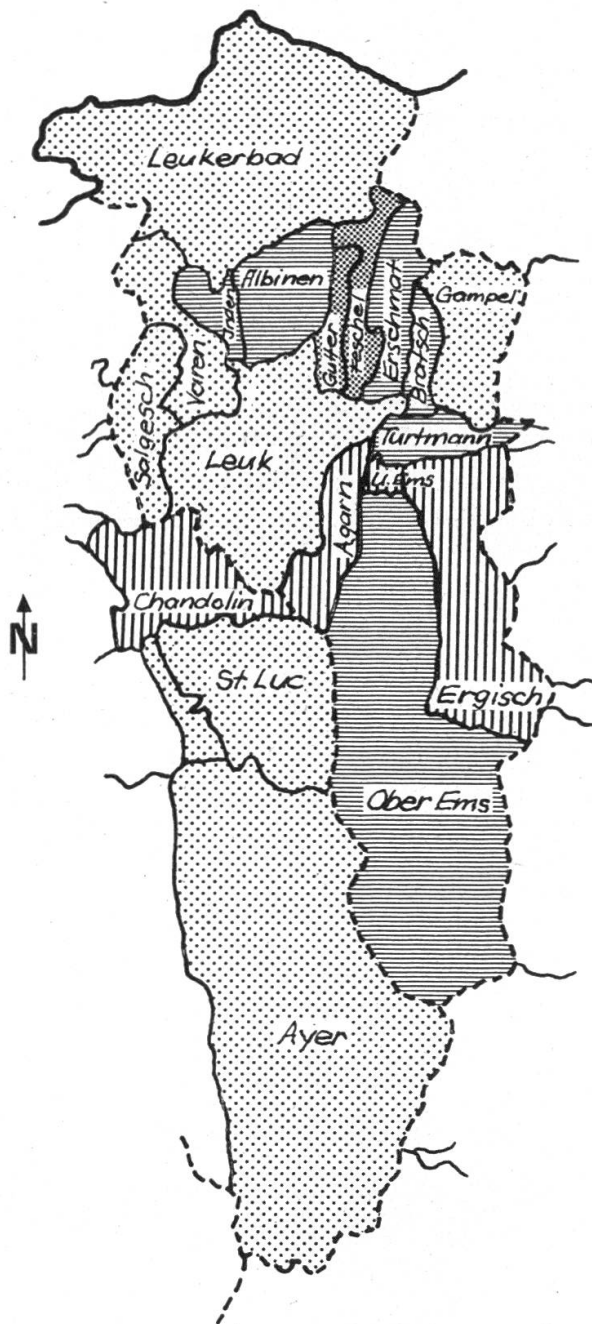 Leukerbad
Albinen
Inden
Guttet
Feschel
Erschmat
Bratsch
Gampel
Salgesch
Varen
Leuk
Turtmann
U. Ems
Agarn
Chandolin
N
St. Luc
Ergisch
Ober Ems
Ayer